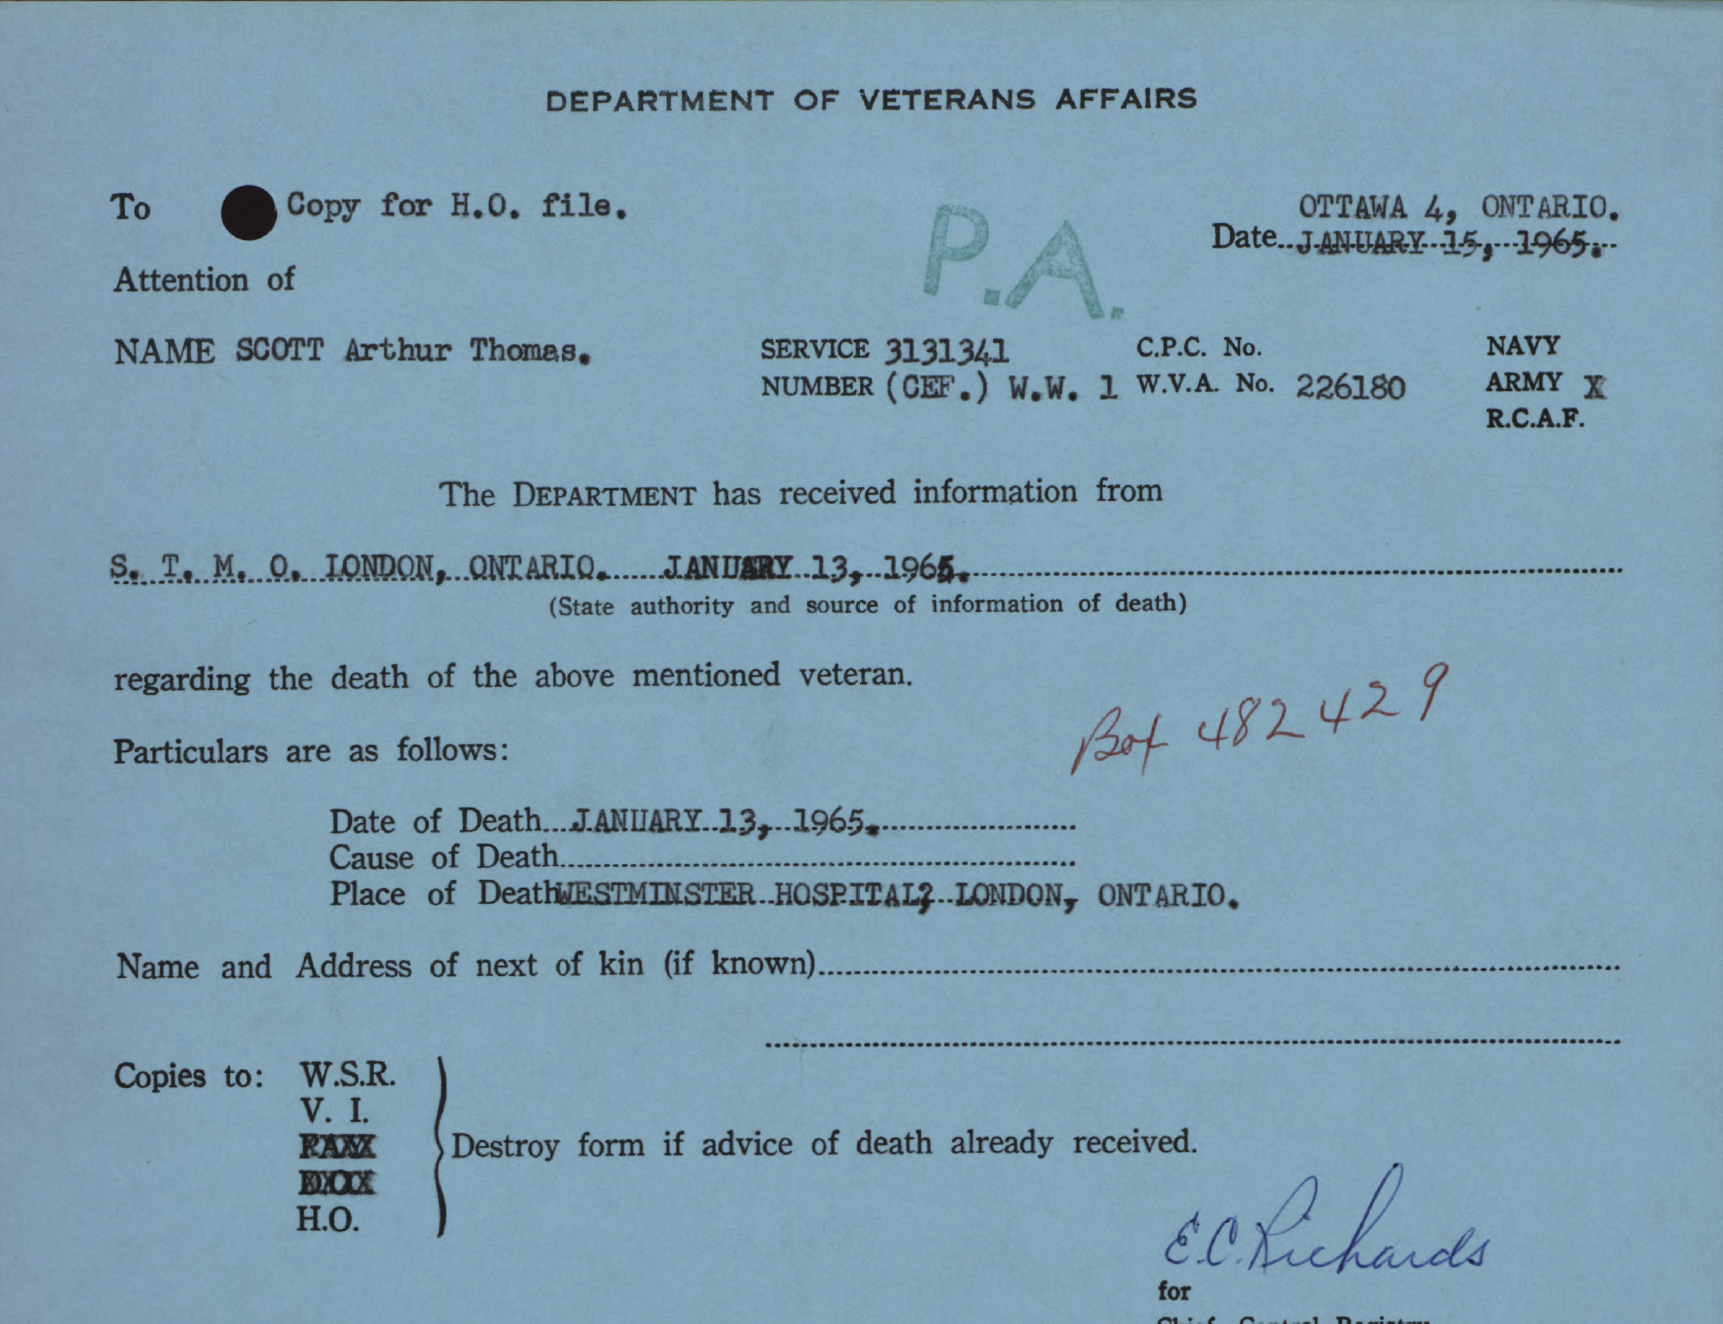 DEPARTMENT OF VETERANS AFFAIRS
To Copy for H.O. file.
OTTAWA 4, ONTARIO.
Date JANUARY 15, 1965.
P.A.
Attention of
NAME SCOTT Arthur Thomas.
SERVICE 3131341 C.P.C. No. NAVY
NUMBER (CEF.) W.W. 1 W.V.A. No. 226180 ARMY X
R.C.A.F.
The DEPARTMENT has received information from
S. T. M. O. LONDON, ONTARIO. JANUARY 13, 1965.
(State authority and source of information of death)
regarding the death of the above mentioned veteran.
Box 482429
Particulars are as follows:
Date of Death JANUARY 13, 1965.
Cause of Death
Place of Death WESTMINSTER HOSPITAL, LONDON, ONTARIO.
Name and Address of next of kin (if known)
Copies to: W.S.R.
V. I.
Destroy form if advice of death already received.
H.O.
E.C. Richards
for
Chief, Central Registry